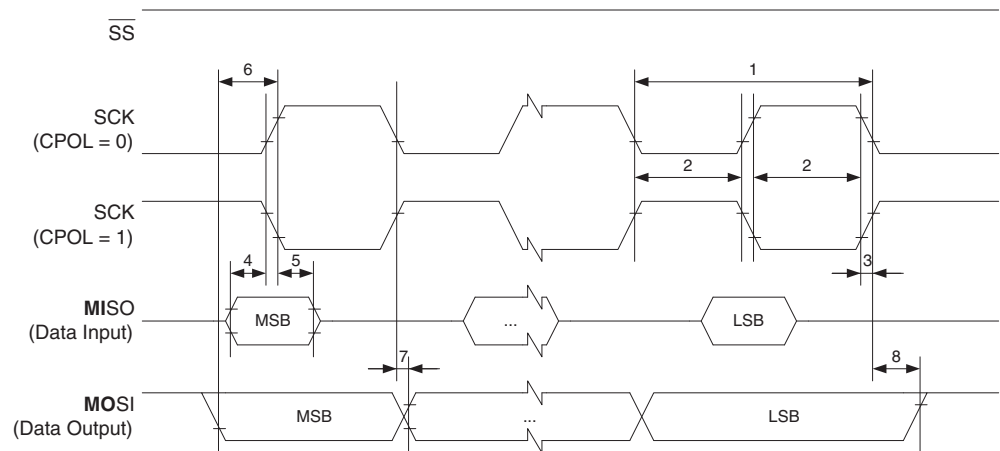 SS
6
1
SCK
(CPOL = 0)
2
2
SCK
(CPOL = 1)
4
5
3
MISO
(Data Input)
MSB
...
LSB
7
8
MOSI
(Data Output)
MSB
...
LSB